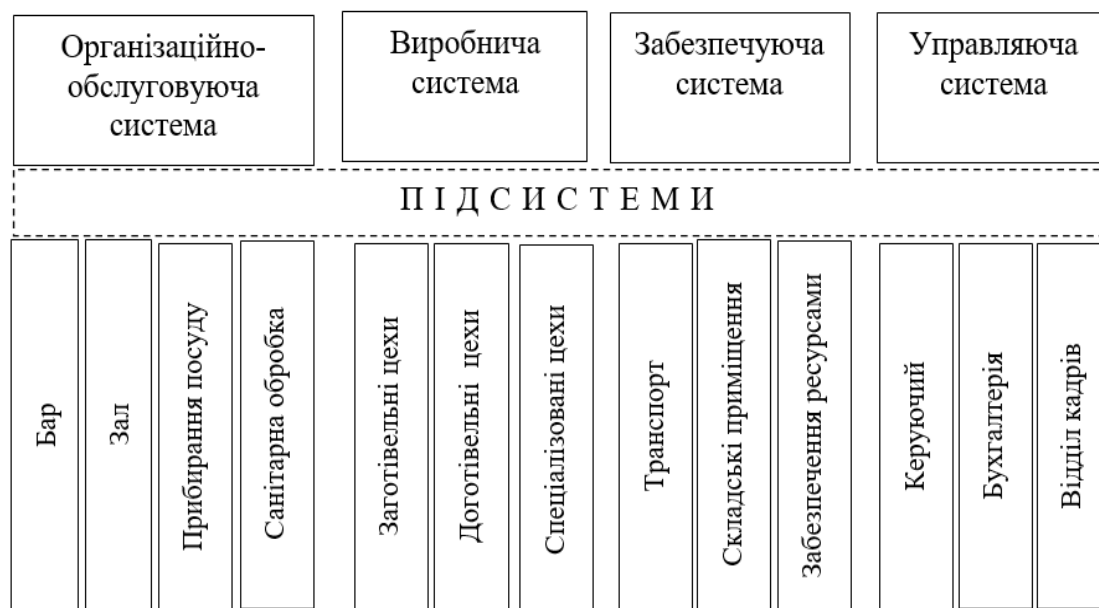 Організаційно-
обслуговуюча
система
Виробнича
система
Забезпечуюча
система
Управляюча
система
ПІДСИСТЕМИ
Бар
Зал
Прибирання посуду
Санітарна обробка
Заготівельні цехи
Доготівельні цехи
Спеціалізовані цехи
Транспорт
Складські приміщення
Забезпечення ресурсами
Керуючий
Бухгалтерія
Відділ кадрів